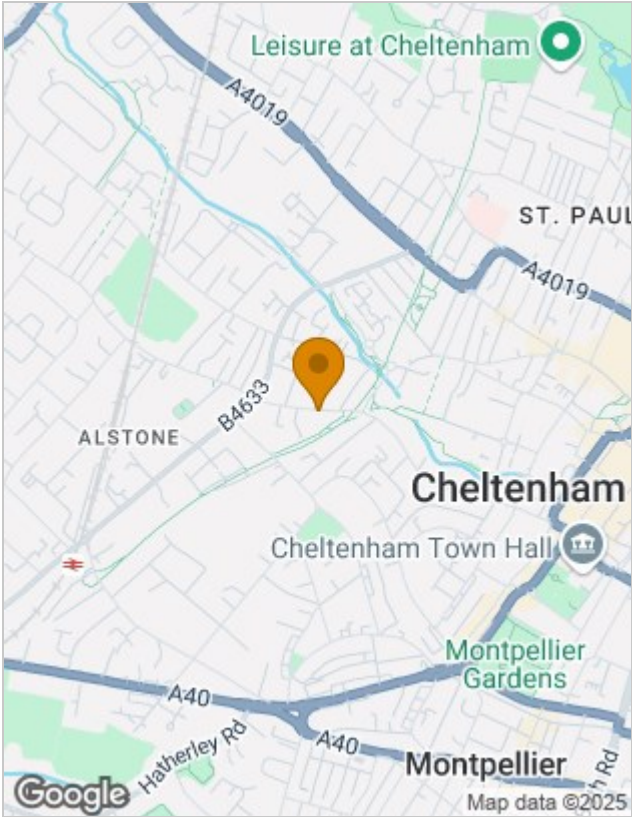 Leisure at Cheltenham
A4019
ST. PAUL
A4019
B4633
ALSTONE
Cheltenham
Cheltenham Town Hall
Montpellier
Gardens
A40
Hatherley Rd
A40
Montpellier
Rd
Google
Map data ©2025